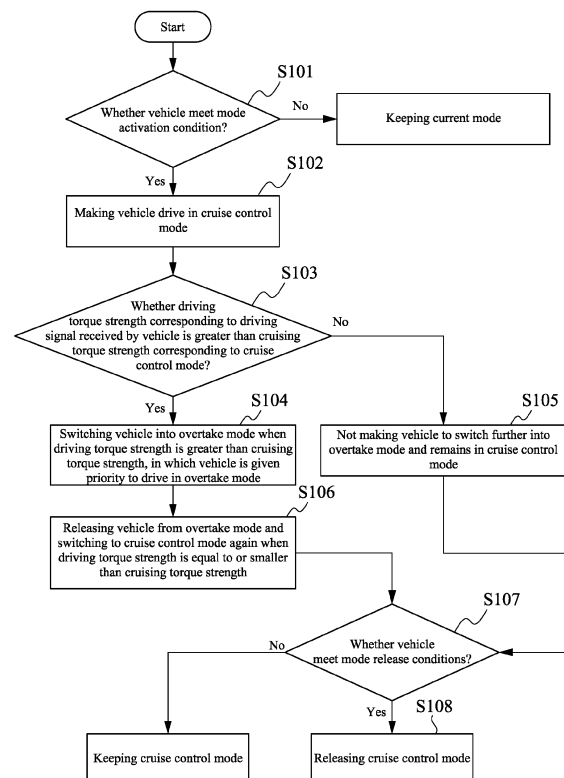 Start
S101
Whether vehicle meet mode
activation condition?
No
Keeping current mode
Yes
S102
Making vehicle drive in cruise control
mode
S103
Whether driving
torque strength corresponding to driving
signal received by vehicle is greater than cruising
torque strength corresponding to cruise
control mode?
No
Yes
S104
Switching vehicle into overtake mode when
driving torque strength is greater than cruising
torque strength, in which vehicle is given
priority to drive in overtake mode
S105
Not making vehicle to switch further into
overtake mode and remains in cruise control
mode
S106
Releasing vehicle from overtake mode and
switching to cruise control mode again when
driving torque strength is equal to or smaller
than cruising torque strength
S107
Whether vehicle
meet mode release conditions?
No
Yes
S108
Keeping cruise control mode
Releasing cruise control mode